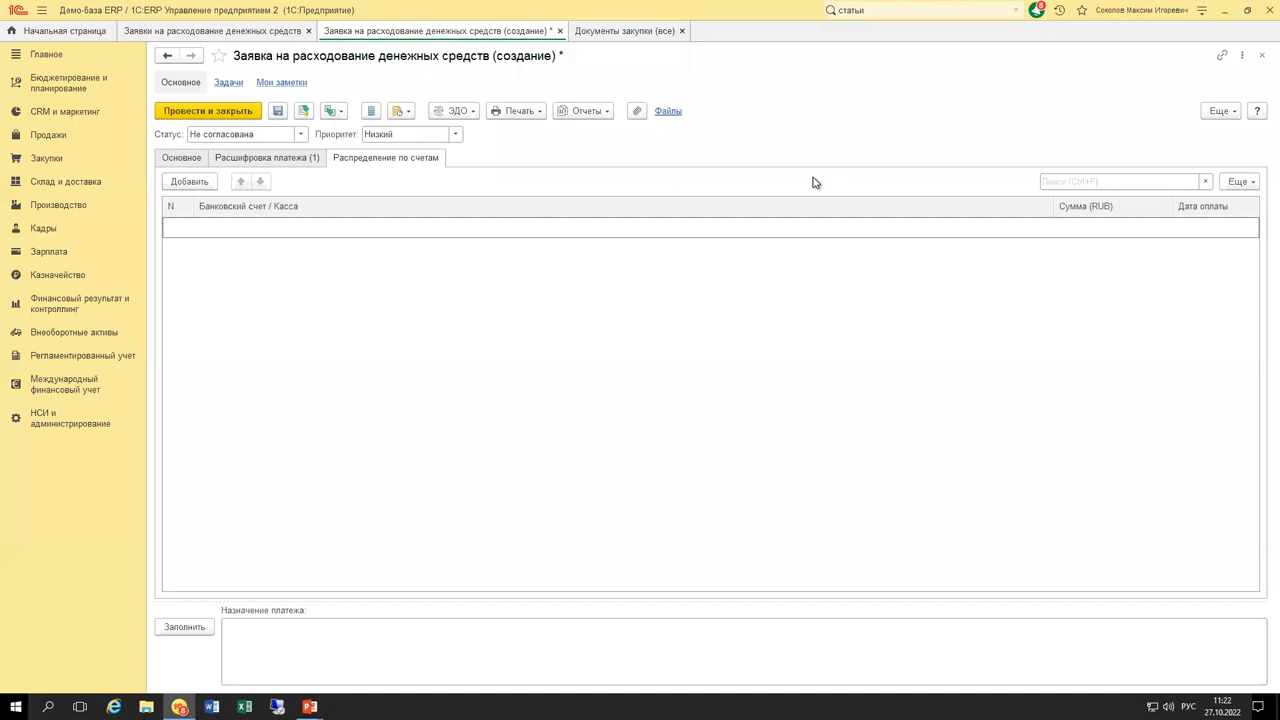 Демо-база ERP / 1С:ERP Управление предприятием 2 (1С:Предприятие)
статьи
8
Соколов Максим Игоревич
Начальная страница
Заявки на расходование денежных средств
Заявка на расходование денежных средств (создание) *
Документы закупки (все)
Главное
Бюджетирование и
планирование
CRM и маркетинг
Продажи
Закупки
Склад и доставка
Производство
Кадры
Зарплата
Казначейство
Финансовый результат и
контроллинг
Внеоборотные активы
Регламентированный учет
Международный
финансовый учет
НСИ и
администрирование
Заявка на расходование денежных средств (создание) *
Основное
Задачи
Мои заметки
Провести и закрыть
ЭДО
Печать
Отчеты
Файлы
Еще
?
Статус:
Не согласована
Приоритет:
Низкий
Основное
Расшифровка платежа (1)
Распределение по счетам
Добавить
Поиск (Ctrl+F)
Еще
N
Банковский счет / Касса
Сумма (RUB)
Дата оплаты
Назначение платежа:
Заполнить
РУС
11:22
27.10.2022